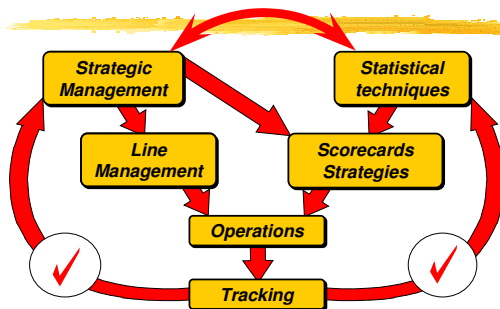 Strategic
Management
Statistical
techniques
Line
Management
Scorecards
Strategies
Operations
Tracking